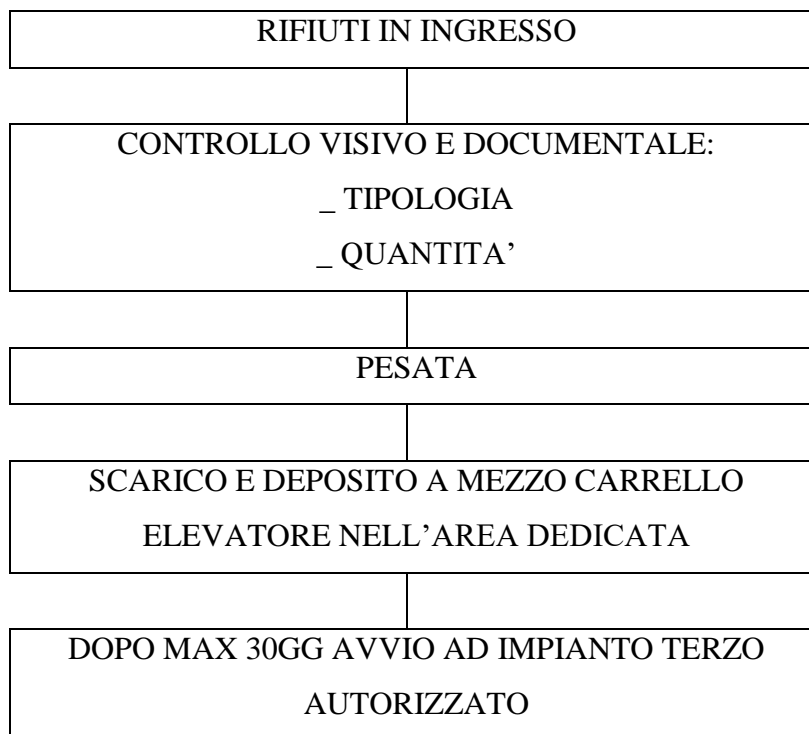 RIFIUTI IN INGRESSO
CONTROLLO VISIVO E DOCUMENTALE:
_ TIPOLOGIA
_ QUANTITA’
PESATA
SCARICO E DEPOSITO A MEZZO CARRELLO
ELEVATORE NELL’AREA DEDICATA
DOPO MAX 30GG AVVIO AD IMPIANTO TERZO
AUTORIZZATO